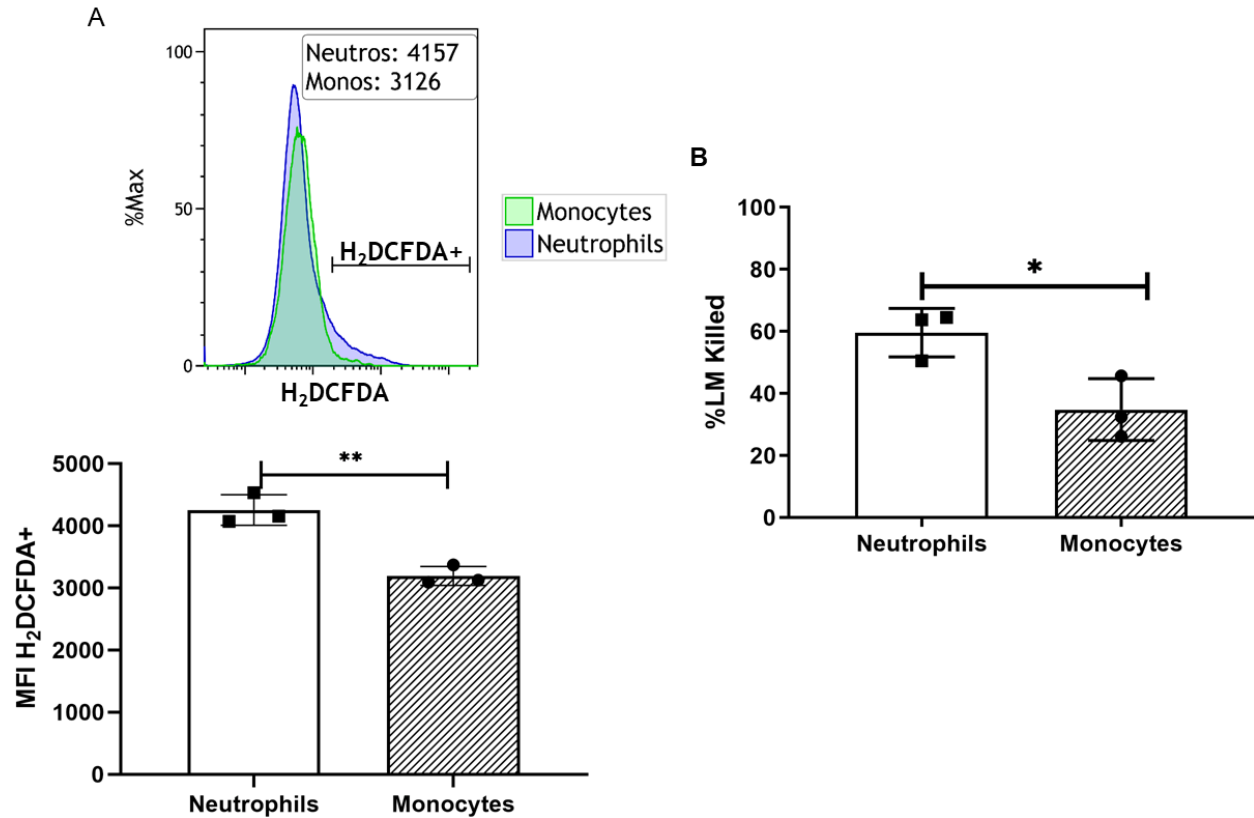 A
Neutros: 4157
Monos: 3126
100
50
0
%Max
H₂DCFDA+
H₂DCFDA
Monocytes
Neutrophils
5000
4000
3000
2000
1000
0
MFI H₂DCFDA+
**
Neutrophils
Monocytes
B
100
80
60
40
20
0
%LM Killed
*
Neutrophils
Monocytes